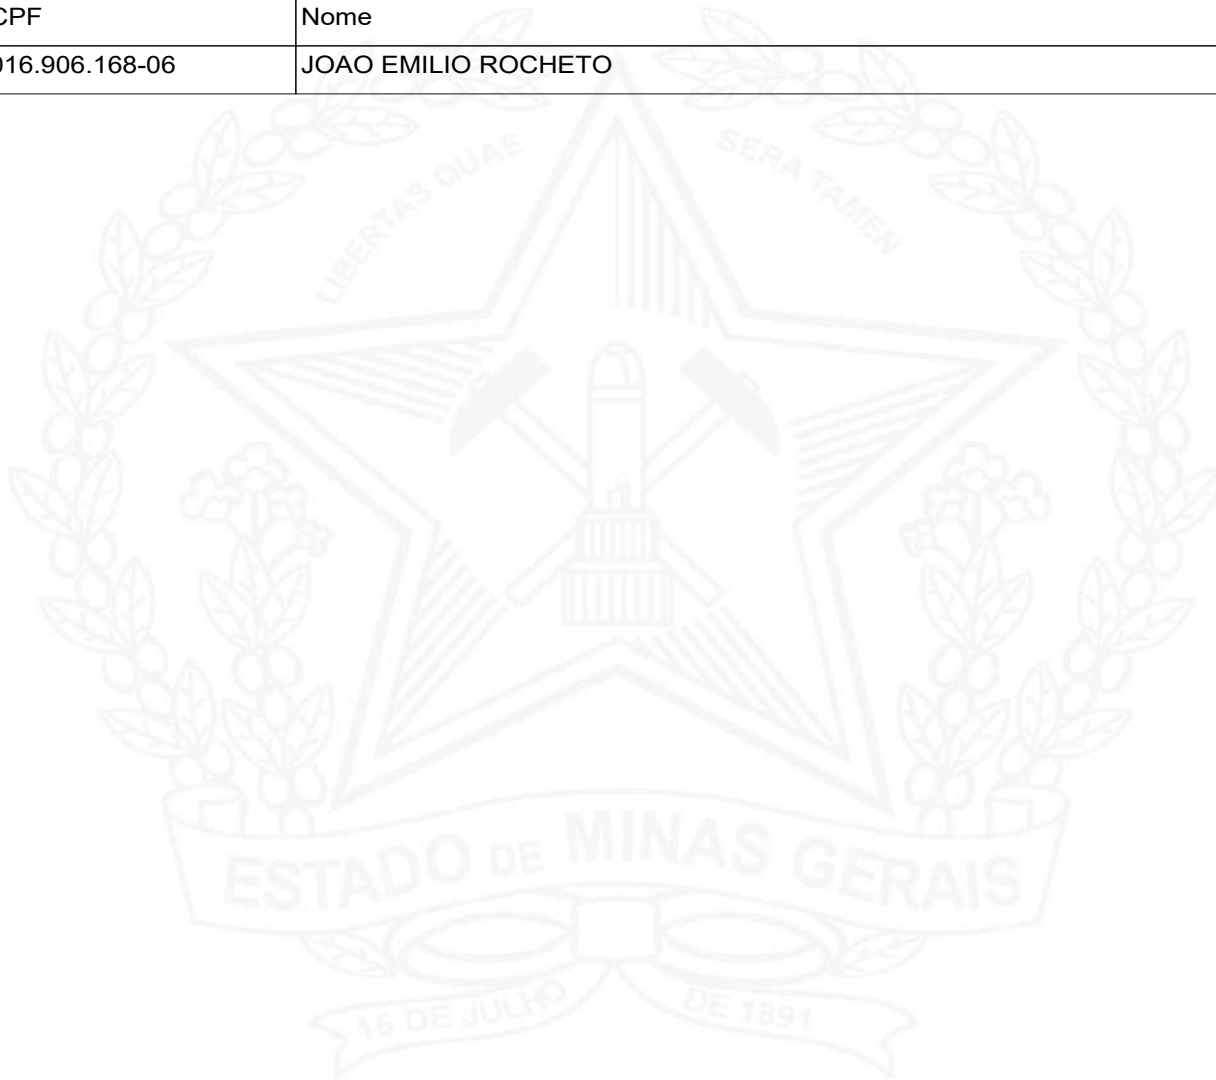 CPF Nome
016.906.168-06 JOAO EMILIO ROCHETO
LIBERTAS QUAE SERA TAMEN
ESTADO DE MINAS GERAIS
15 DE JULHO DE 1891